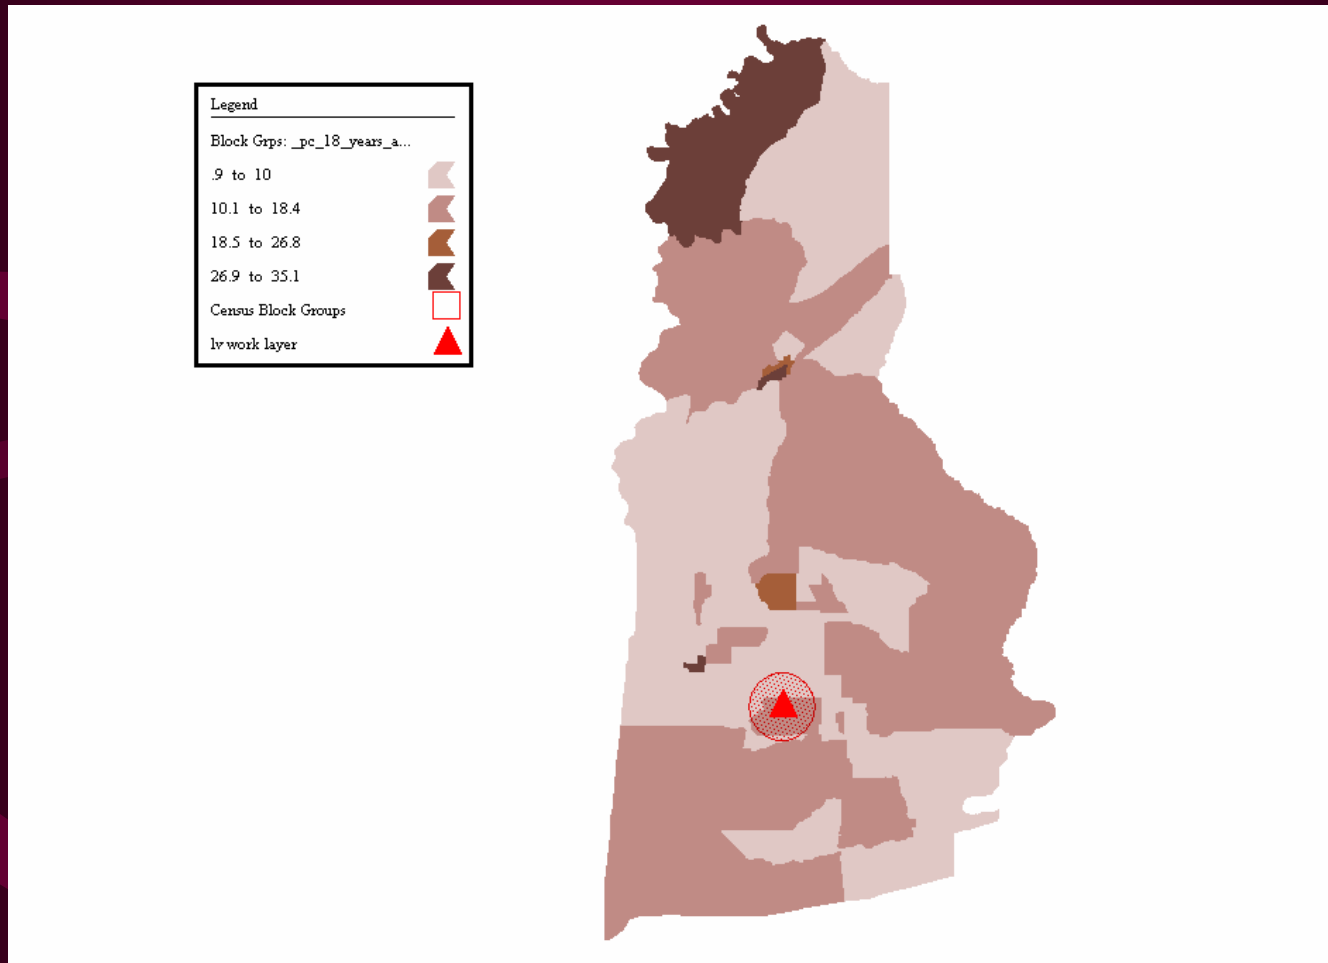 Legend
Block Grps: _pc_18_years_a...
.9 to 10
10.1 to 18.4
18.5 to 26.8
26.9 to 35.1
Census Block Groups
lv work layer